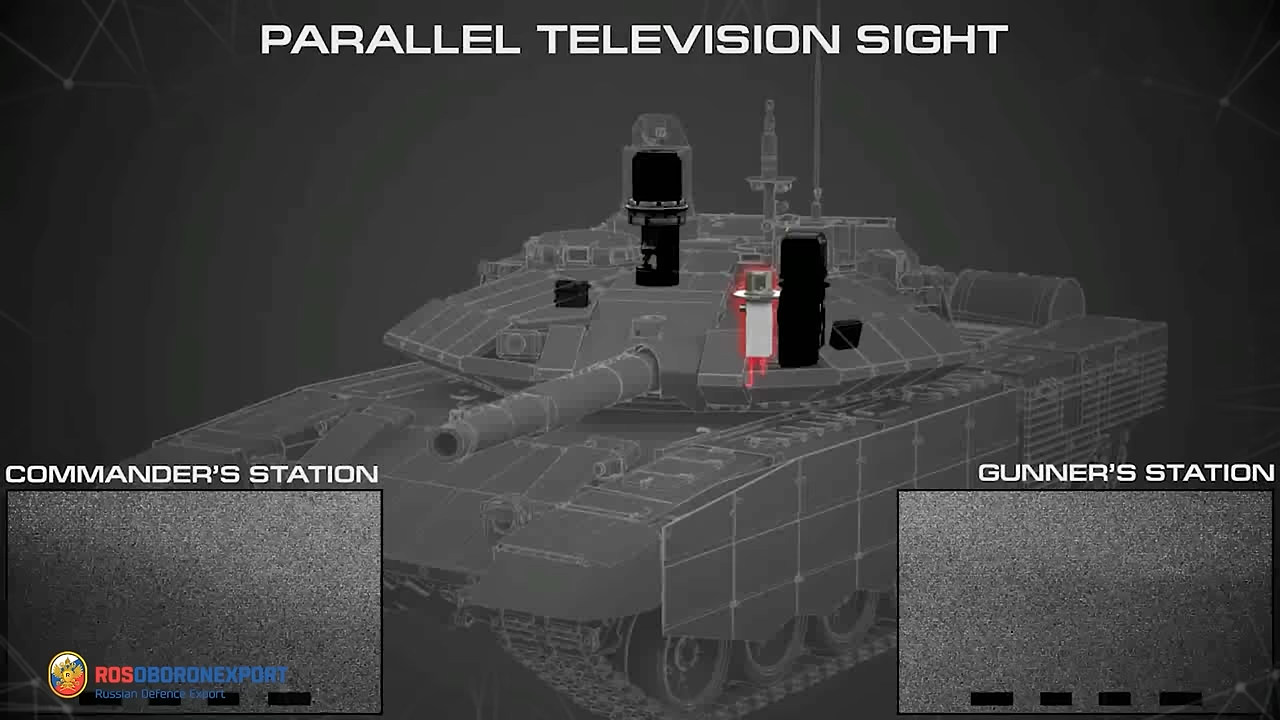 PARALLEL TELEVISION SIGHT
COMMANDER'S STATION
GUNNER'S STATION
ROSOBORONEXPORT
Russian Defence Export